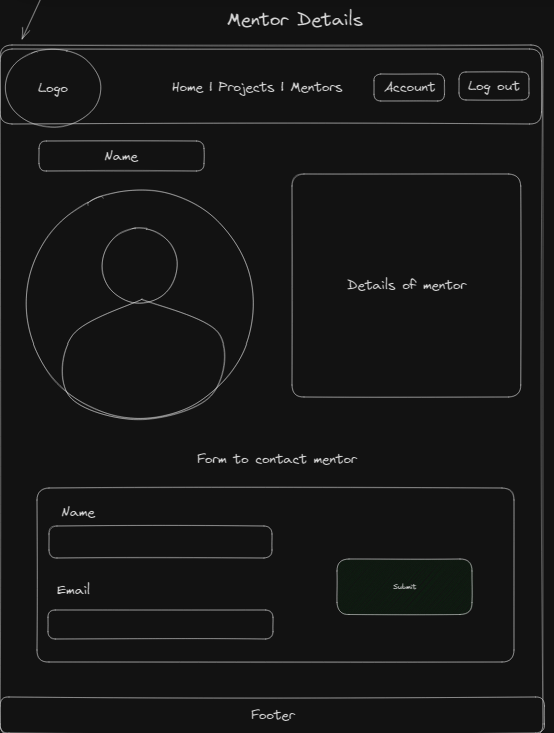 Mentor Details
Logo
Home | Projects | Mentors
Account
Log out
Name
Details of mentor
Form to contact mentor
Name
Email
Submit
Footer